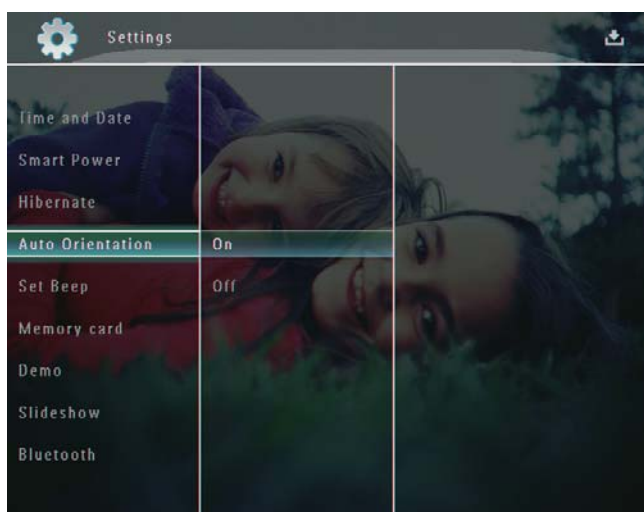 Settings
Time and Date
Smart Power
Hibernate
Auto Orientation
On
Set Beep
Off
Memory card
Demo
Slideshow
Bluetooth